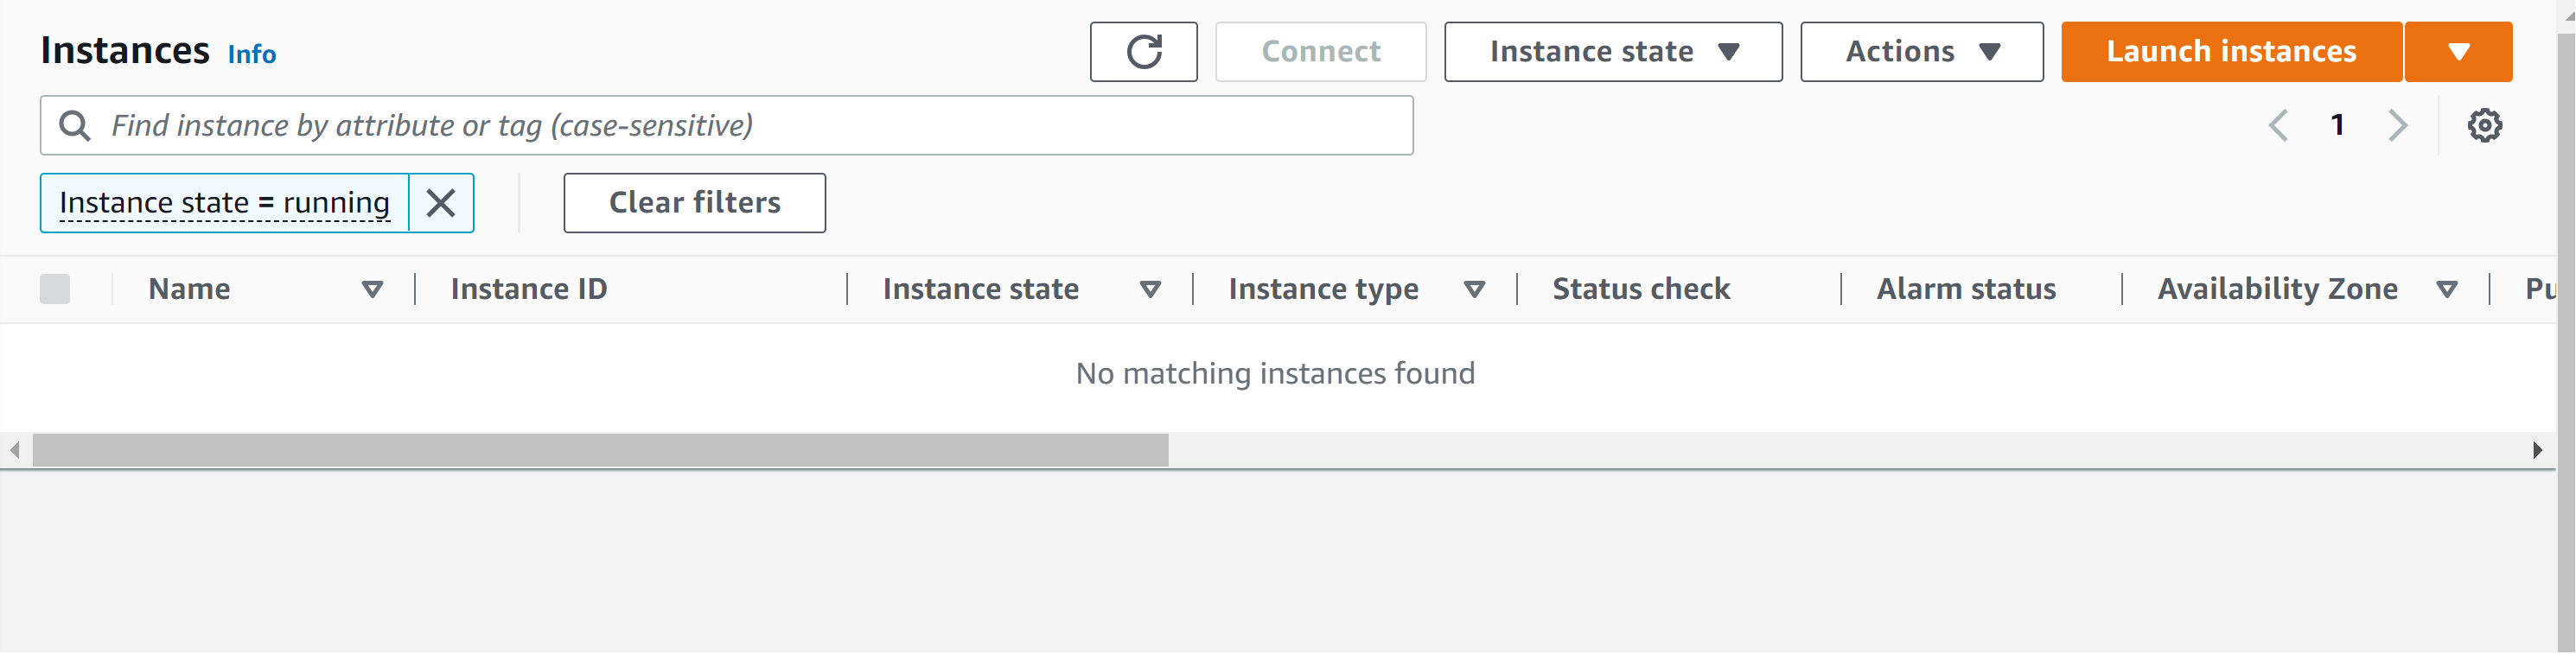 Instances Info
Connect
Instance state
Actions
Launch instances
Find instance by attribute or tag (case-sensitive)
1
Instance state = running
Clear filters
Name Instance ID Instance state Instance type Status check Alarm status Availability Zone Pu
No matching instances found